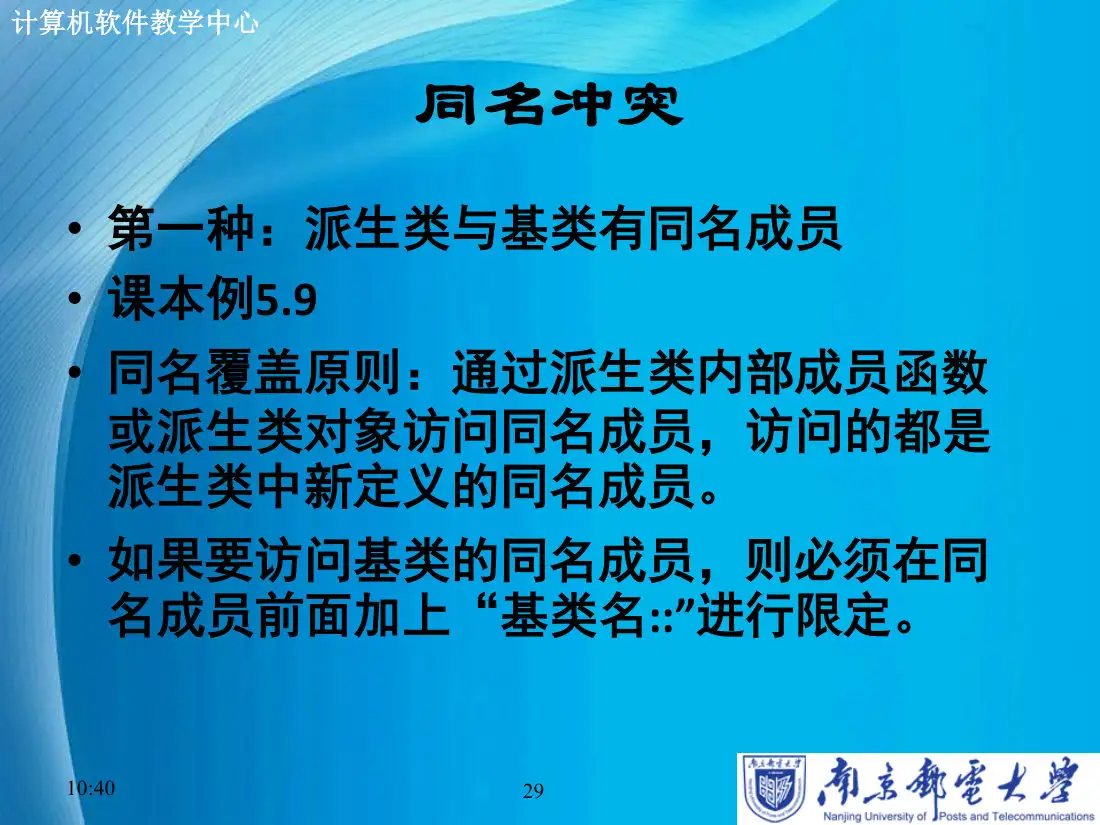 计算机软件教学中心
同名冲突
• 第一种：派生类与基类有同名成员
• 课本例5.9
• 同名覆盖原则：通过派生类内部成员函数
或派生类对象访问同名成员，访问的都是
派生类中新定义的同名成员。
• 如果要访问基类的同名成员，则必须在同
名成员前面加上“基类名::”进行限定。
10:40
29
南京邮电大学
南京郵電大學
Nanjing University of Posts and Telecommunications